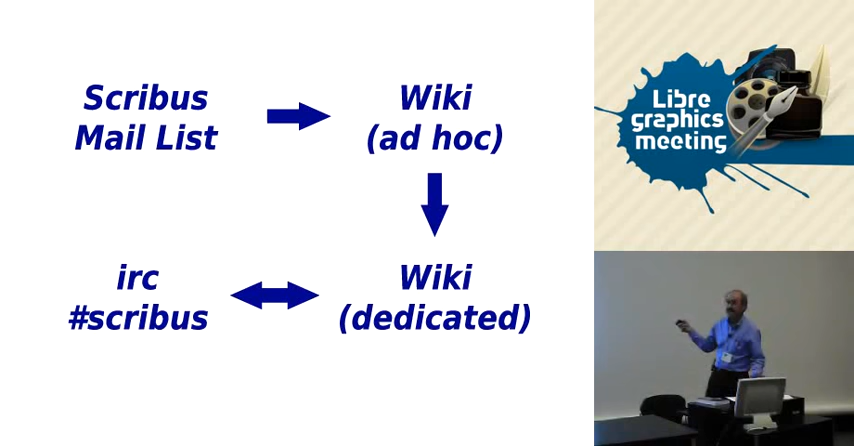 Scribus
Mail List
Wiki
(ad hoc)
irc
#scribus
Wiki
(dedicated)
Libre
graphics
meeting